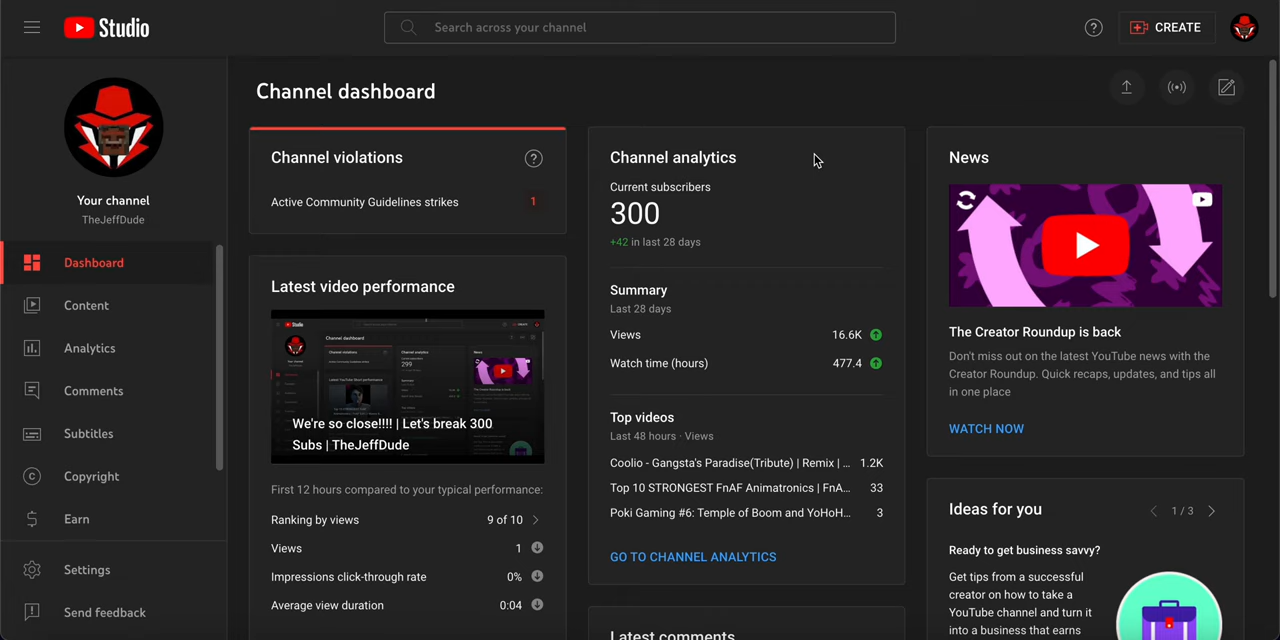 Studio
Search across your channel
CREATE
Your channel
TheJeffDude
Dashboard
Content
Analytics
Comments
Subtitles
Copyright
Earn
Settings
Send feedback
Channel dashboard
Channel violations
Active Community Guidelines strikes 1
Latest video performance
Studio
Channel dashboard
299
We're so close!!!! | Let's break 300
Subs | TheJeffDude
First 12 hours compared to your typical performance:
Ranking by views 9 of 10
Views 1
Impressions click-through rate 0%
Average view duration 0:04
Channel analytics
Current subscribers
300
+42 in last 28 days
Summary
Last 28 days
Views 16.6K
Watch time (hours) 477.4
Top videos
Last 48 hours · Views
Coolio - Gangsta's Paradise(Tribute) | Remix | ... 1.2K
Top 10 STRONGEST FnAF Animatronics | FnA... 33
Poki Gaming #6: Temple of Boom and YoHoH... 3
GO TO CHANNEL ANALYTICS
Latest comments
News
The Creator Roundup is back
Don't miss out on the latest YouTube news with the
Creator Roundup. Quick recaps, updates, and tips all
in one place
WATCH NOW
Ideas for you
1 / 3
Ready to get business savvy?
Get tips from a successful
creator on how to take a
YouTube channel and turn it
into a business that earns